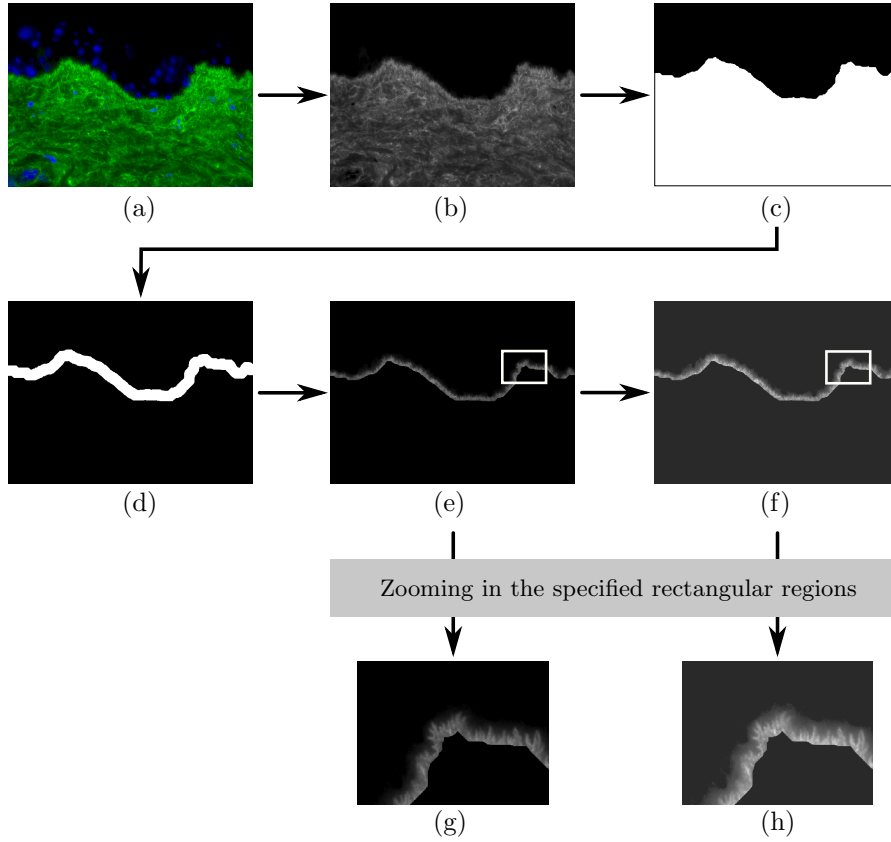 (a)
(b)
(c)
(d)
(e)
(f)
Zooming in the specified rectangular regions
(g)
(h)